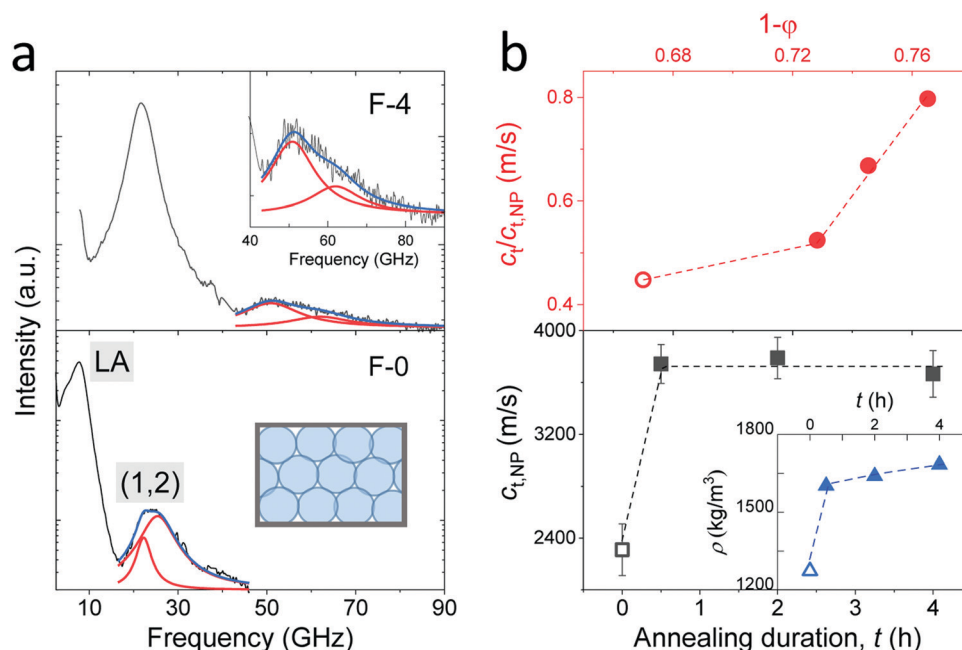 a
F-4
40 60 80
Frequency (GHz)
LA
F-0
(1,2)
Intensity (a.u.)
10 30 50 70 90
Frequency (GHz)
b
1-φ
0.68 0.72 0.76
0.8
0.6
0.4
c_t/c_t,NP (m/s)
4000
3200
2400
c_t,NP (m/s)
t (h)
0 2 4
1800
1500
1200
ρ (kg/m³)
0 1 2 3 4
Annealing duration, t (h)